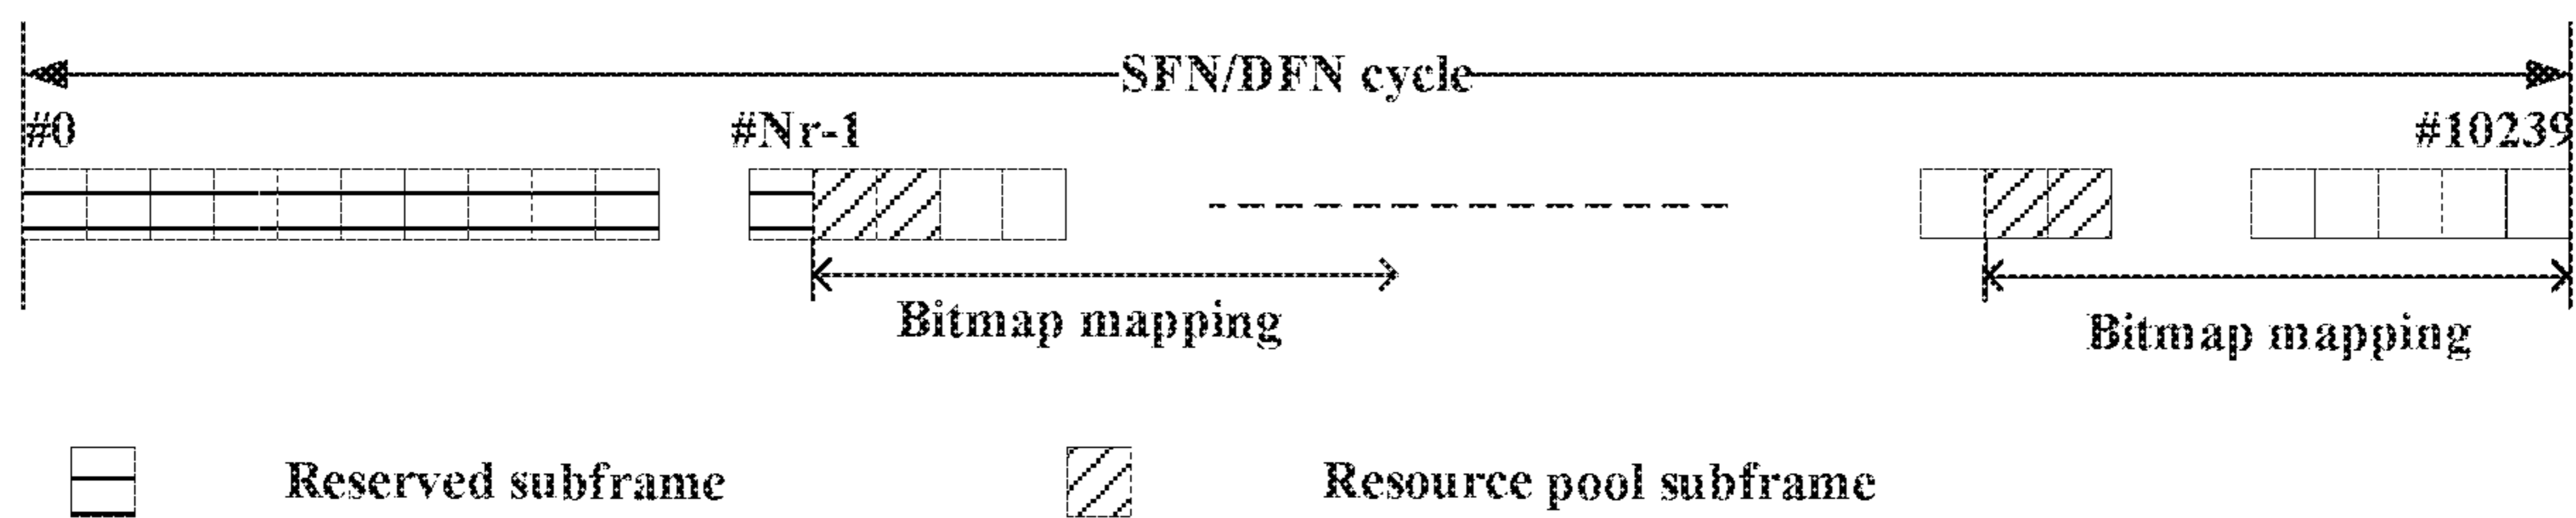 SFN/DFN cycle
#0
#Nr-1
#10239
Bitmap mapping
Bitmap mapping
Reserved subframe
Resource pool subframe